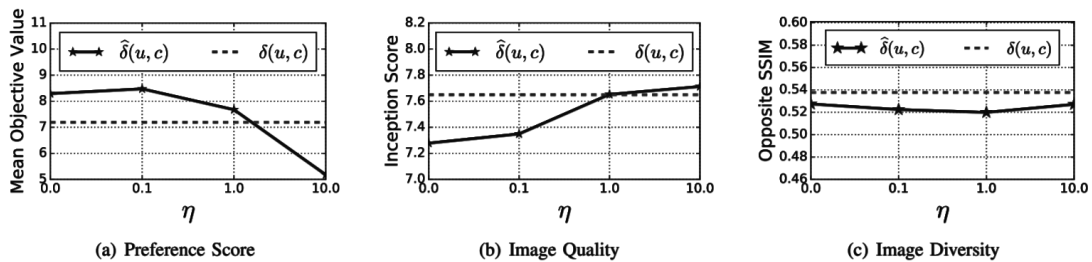 Mean Objective Value
11
10
9
8
7
6
5
0.0 0.1 1.0 10.0
δ̂(u, c) δ(u, c)
η
(a) Preference Score
Inception Score
8.2
8.0
7.8
7.6
7.4
7.2
7.0
0.0 0.1 1.0 10.0
δ̂(u, c) δ(u, c)
η
(b) Image Quality
Opposite SSIM
0.60
0.58
0.56
0.54
0.52
0.50
0.48
0.46
0.0 0.1 1.0 10.0
δ̂(u, c) δ(u, c)
η
(c) Image Diversity